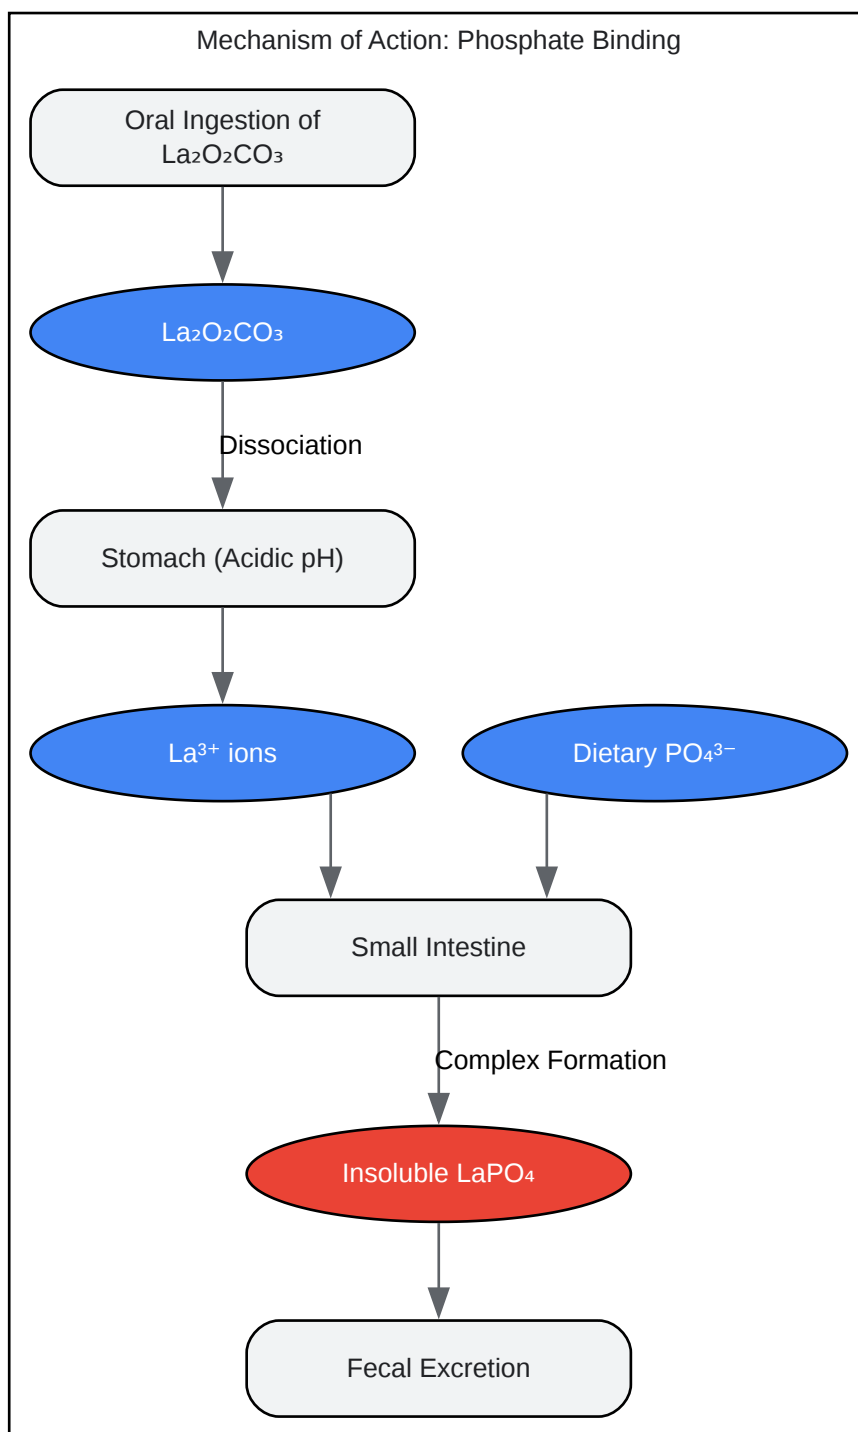 Mechanism of Action: Phosphate Binding
Oral Ingestion of
La₂O₂CO₃
La₂O₂CO₃
Dissociation
Stomach (Acidic pH)
La³⁺ ions
Dietary PO₄³⁻
Small Intestine
Complex Formation
Insoluble LaPO₄
Fecal Excretion